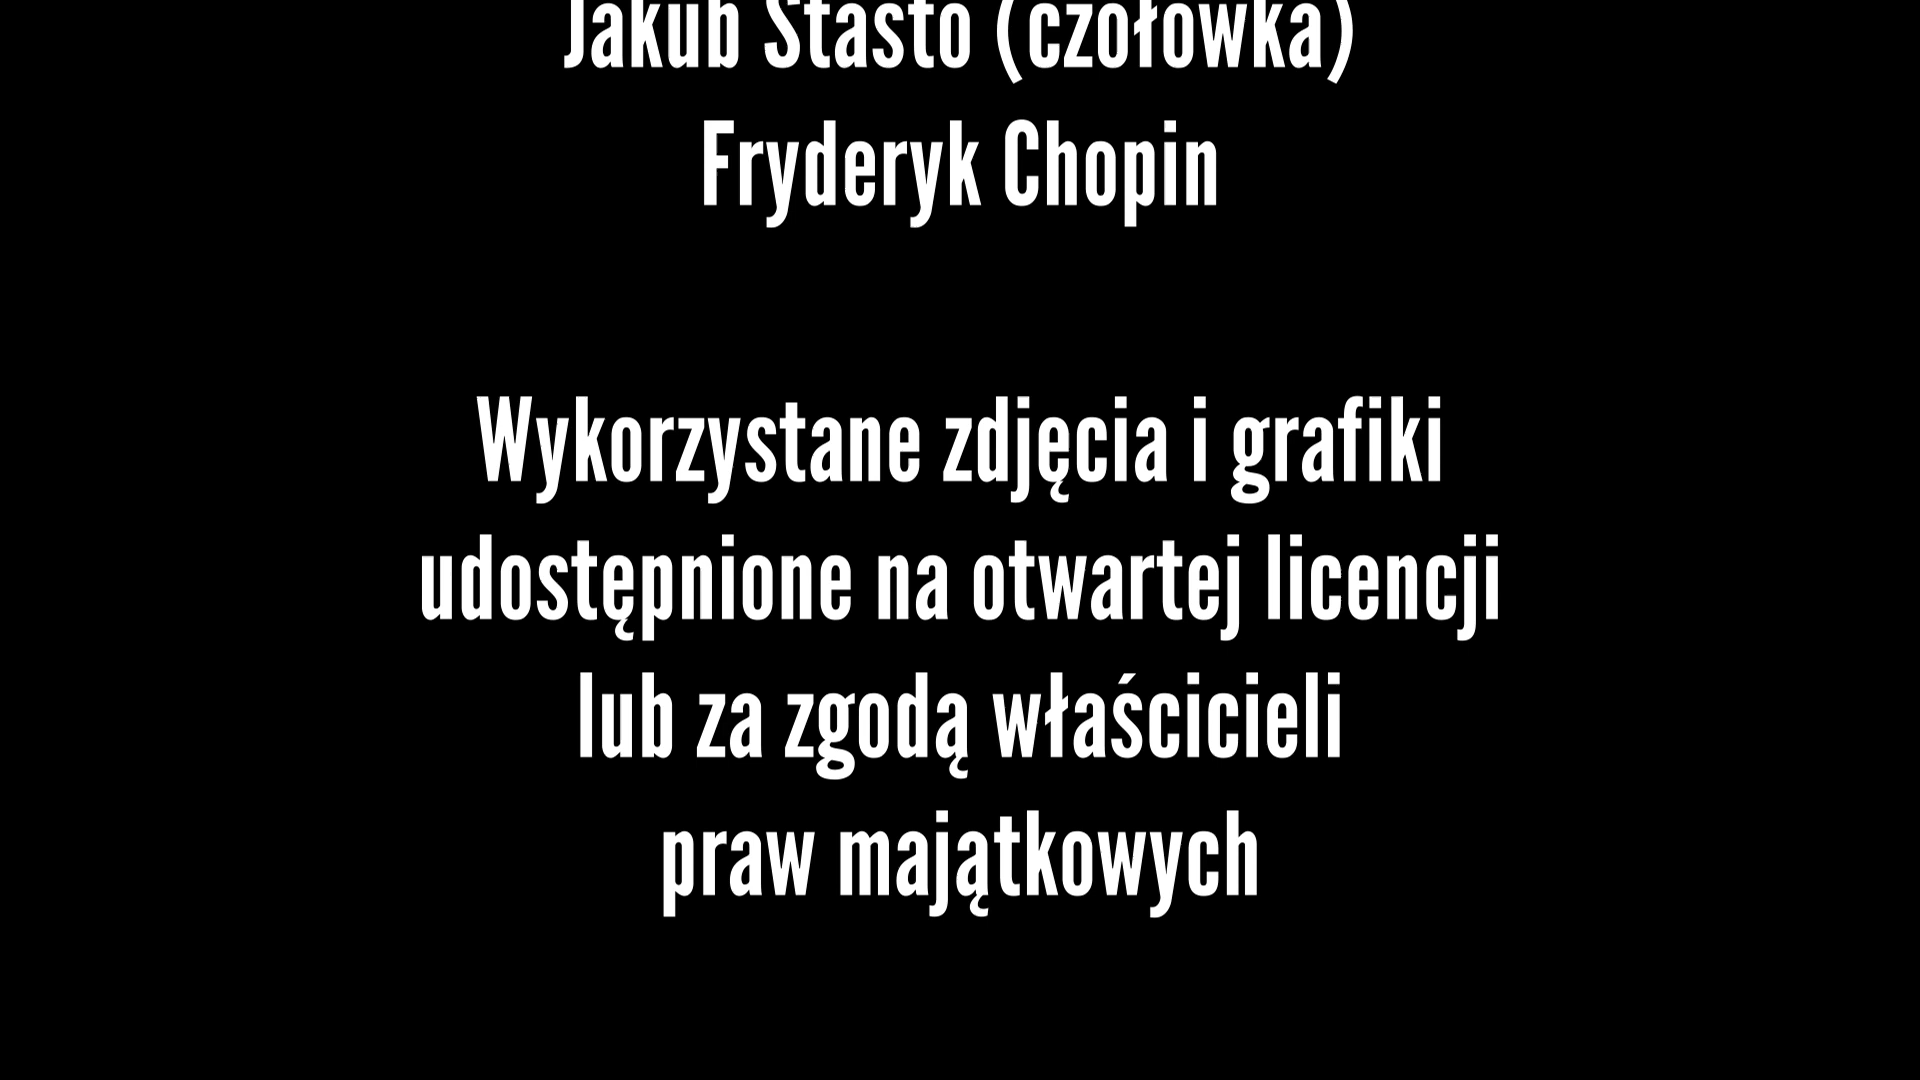 Jakub Stasto (czołówka)
Fryderyk Chopin
Wykorzystane zdjęcia i grafiki
udostępnione na otwartej licencji
lub za zgodą właścicieli
praw majątkowych